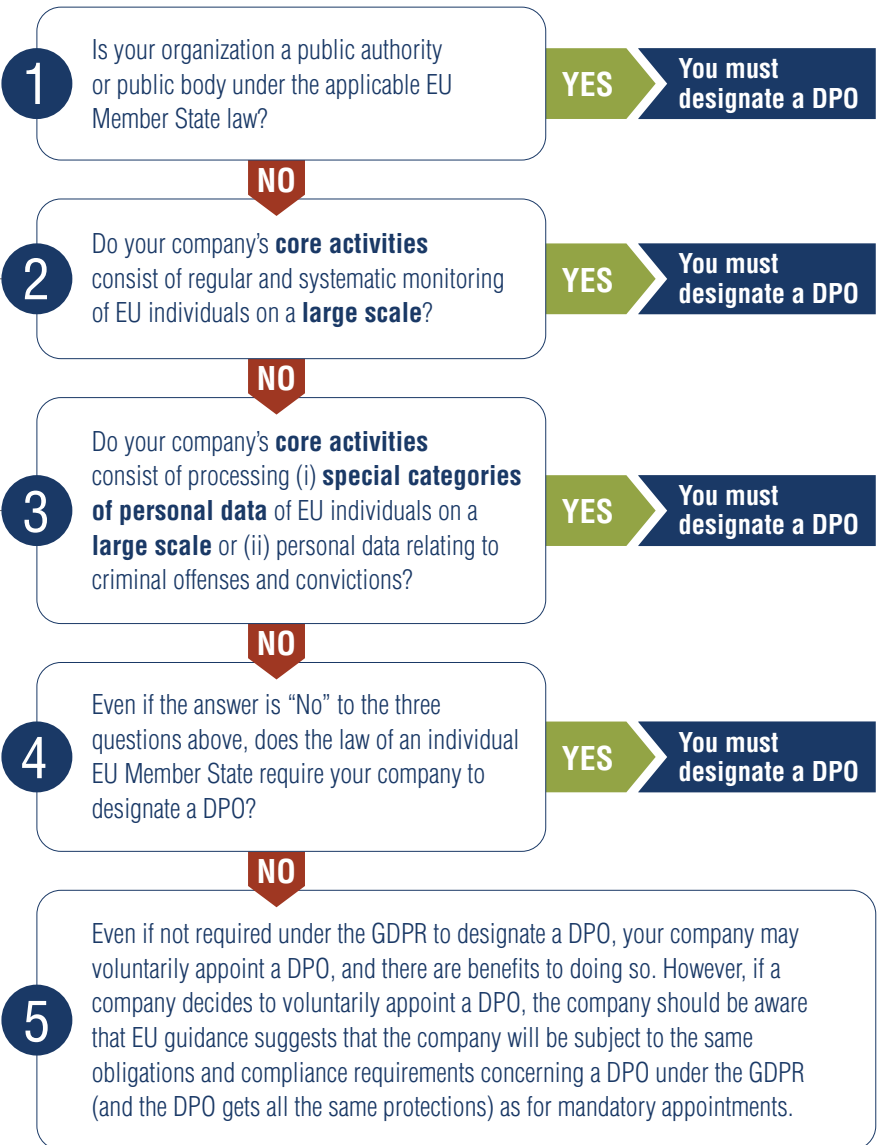 1
Is your organization a public authority
or public body under the applicable EU
Member State law?
YES
You must
designate a DPO
NO
2
Do your company’s core activities
consist of regular and systematic monitoring
of EU individuals on a large scale?
YES
You must
designate a DPO
NO
3
Do your company’s core activities
consist of processing (i) special categories
of personal data of EU individuals on a
large scale or (ii) personal data relating to
criminal offenses and convictions?
YES
You must
designate a DPO
NO
4
Even if the answer is “No” to the three
questions above, does the law of an individual
EU Member State require your company to
designate a DPO?
YES
You must
designate a DPO
NO
5
Even if not required under the GDPR to designate a DPO, your company may
voluntarily appoint a DPO, and there are benefits to doing so. However, if a
company decides to voluntarily appoint a DPO, the company should be aware
that EU guidance suggests that the company will be subject to the same
obligations and compliance requirements concerning a DPO under the GDPR
(and the DPO gets all the same protections) as for mandatory appointments.